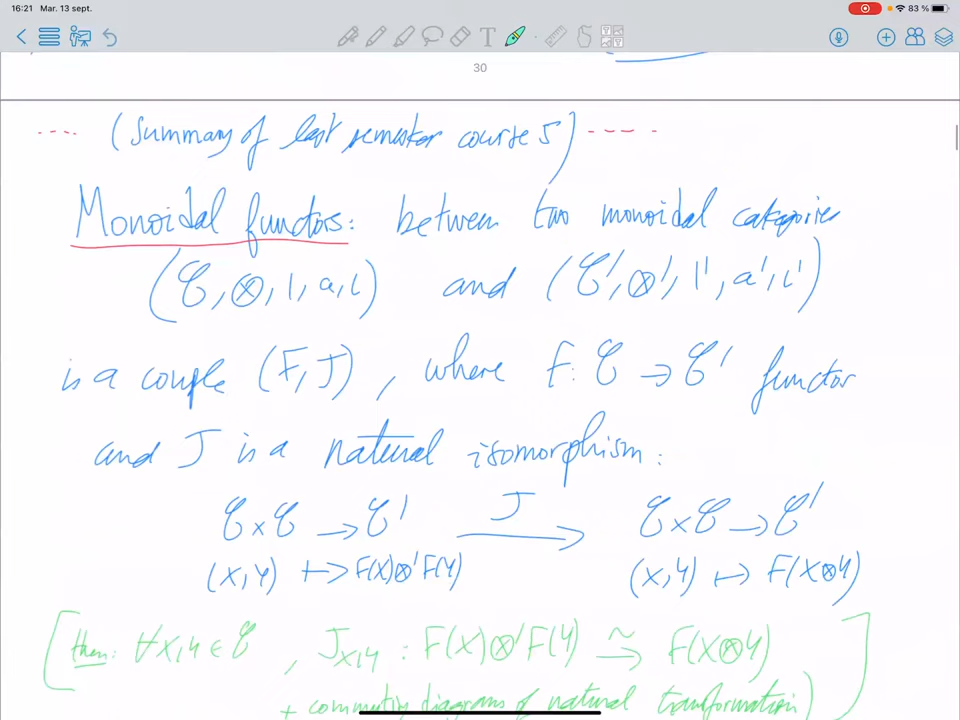 16:21 Mar. 13 sept. 83 %
30
(Summary of last semester course 5)
Monoidal functors: between two monoidal categories
(𝒞, ⊗, 1, a, ι) and (𝒞', ⊗', 1', a', ι')
is a couple (F, J), where F: 𝒞 → 𝒞' functor
and J is a natural isomorphism:
𝒞 × 𝒞 → 𝒞' J → 𝒞 × 𝒞 → 𝒞'
(X, Y) ↦ F(X) ⊗' F(Y) (X, Y) ↦ F(X ⊗ Y)
[then: ∀ X, Y ∈ 𝒞, J_{X,Y} : F(X) ⊗' F(Y) ⥲ F(X ⊗ Y)
+ commuting diagrams of natural transformation)]